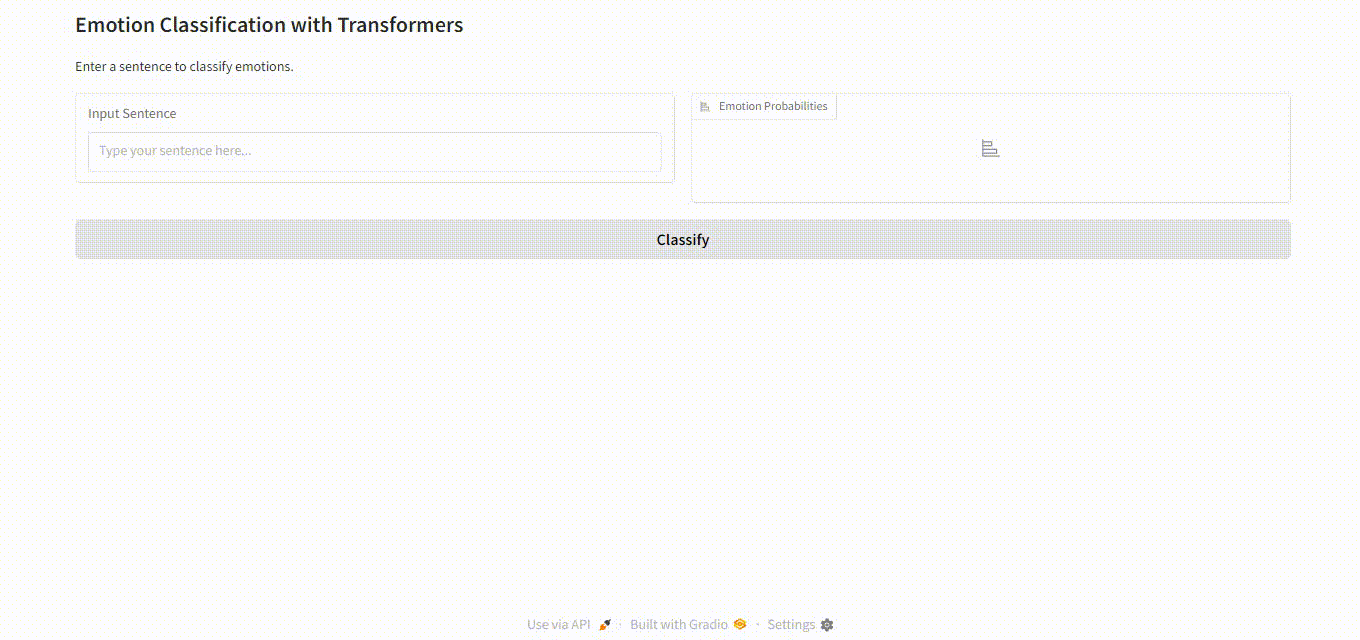 Emotion Classification with Transformers
Enter a sentence to classify emotions.
Input Sentence
Type your sentence here...
Emotion Probabilities
Classify
Use via API · Built with Gradio · Settings